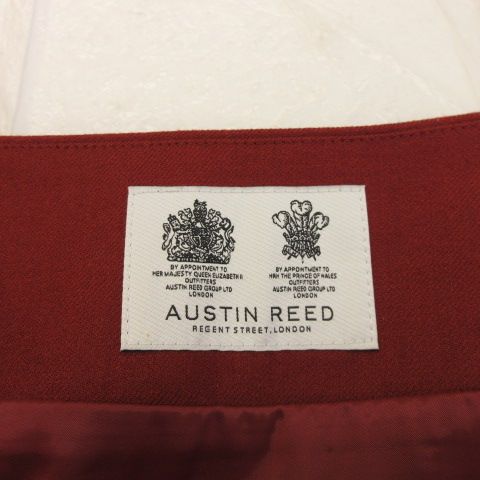 BY APPOINTMENT TO
HER MAJESTY QUEEN ELIZABETH II
OUTFITTERS
AUSTIN REED GROUP LTD
LONDON
BY APPOINTMENT TO
HRH THE PRINCE OF WALES
OUTFITTERS
AUSTIN REED GROUP LTD
LONDON
AUSTIN REED
REGENT STREET, LONDON